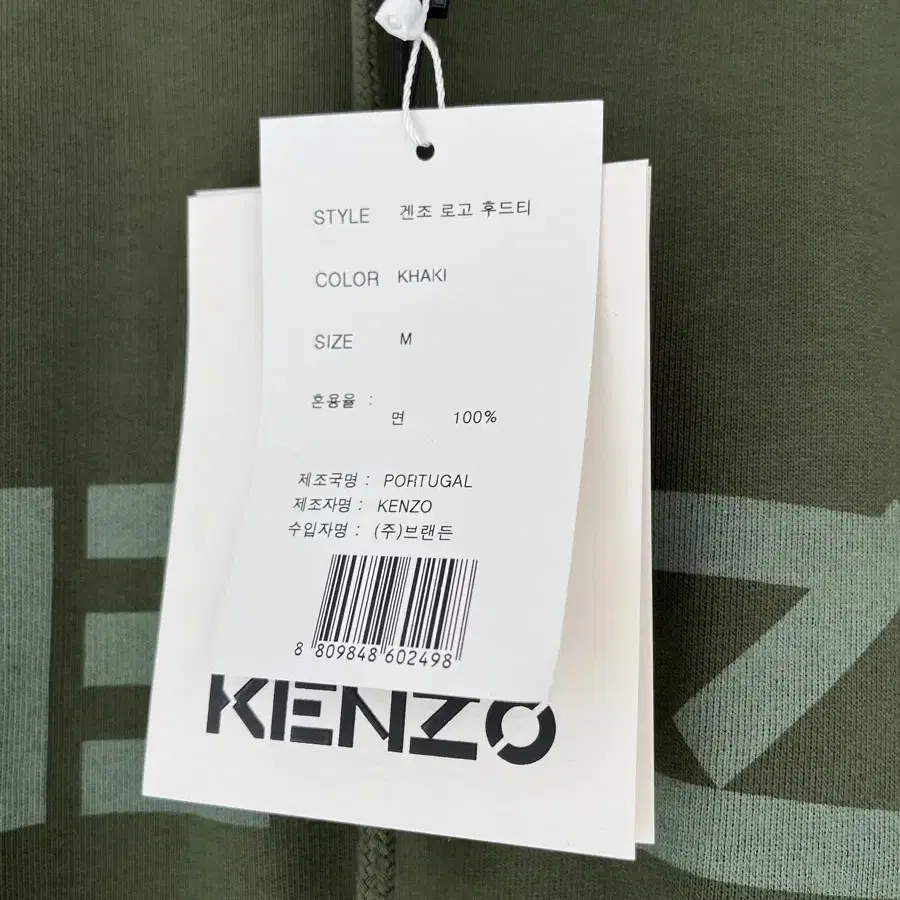 STYLE 겐조 로고 후드티
COLOR KHAKI
SIZE M
혼용율 :
면 100%
제조국명 : PORTUGAL
제조자명 : KENZO
수입자명 : (주)브랜든
8 809848 602498
KENZO